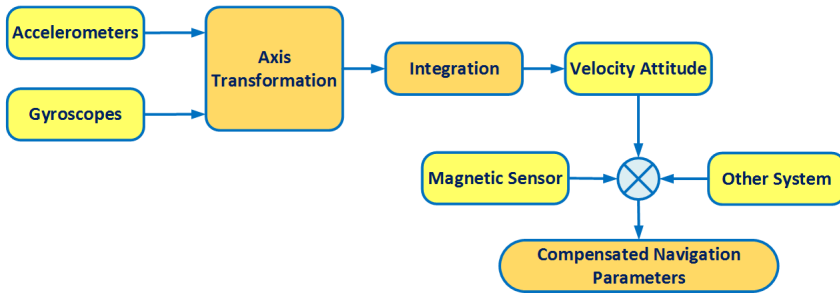 Accelerometers
Axis
Transformation
Integration
Velocity Attitude
Gyroscopes
Magnetic Sensor
Other System
Compensated Navigation
Parameters